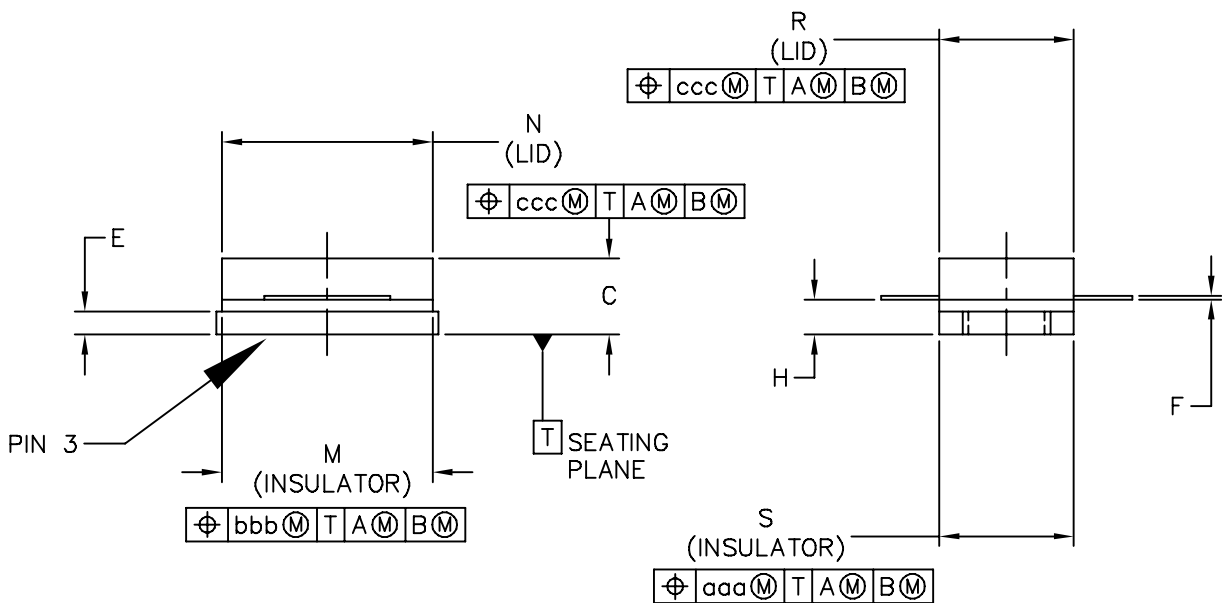 R
(LID)
⌖ ccc Ⓜ T A Ⓜ B Ⓜ
N
(LID)
⌖ ccc Ⓜ T A Ⓜ B Ⓜ
E
C
H
F
PIN 3
T SEATING
PLANE
M
(INSULATOR)
⌖ bbb Ⓜ T A Ⓜ B Ⓜ
S
(INSULATOR)
⌖ aaa Ⓜ T A Ⓜ B Ⓜ